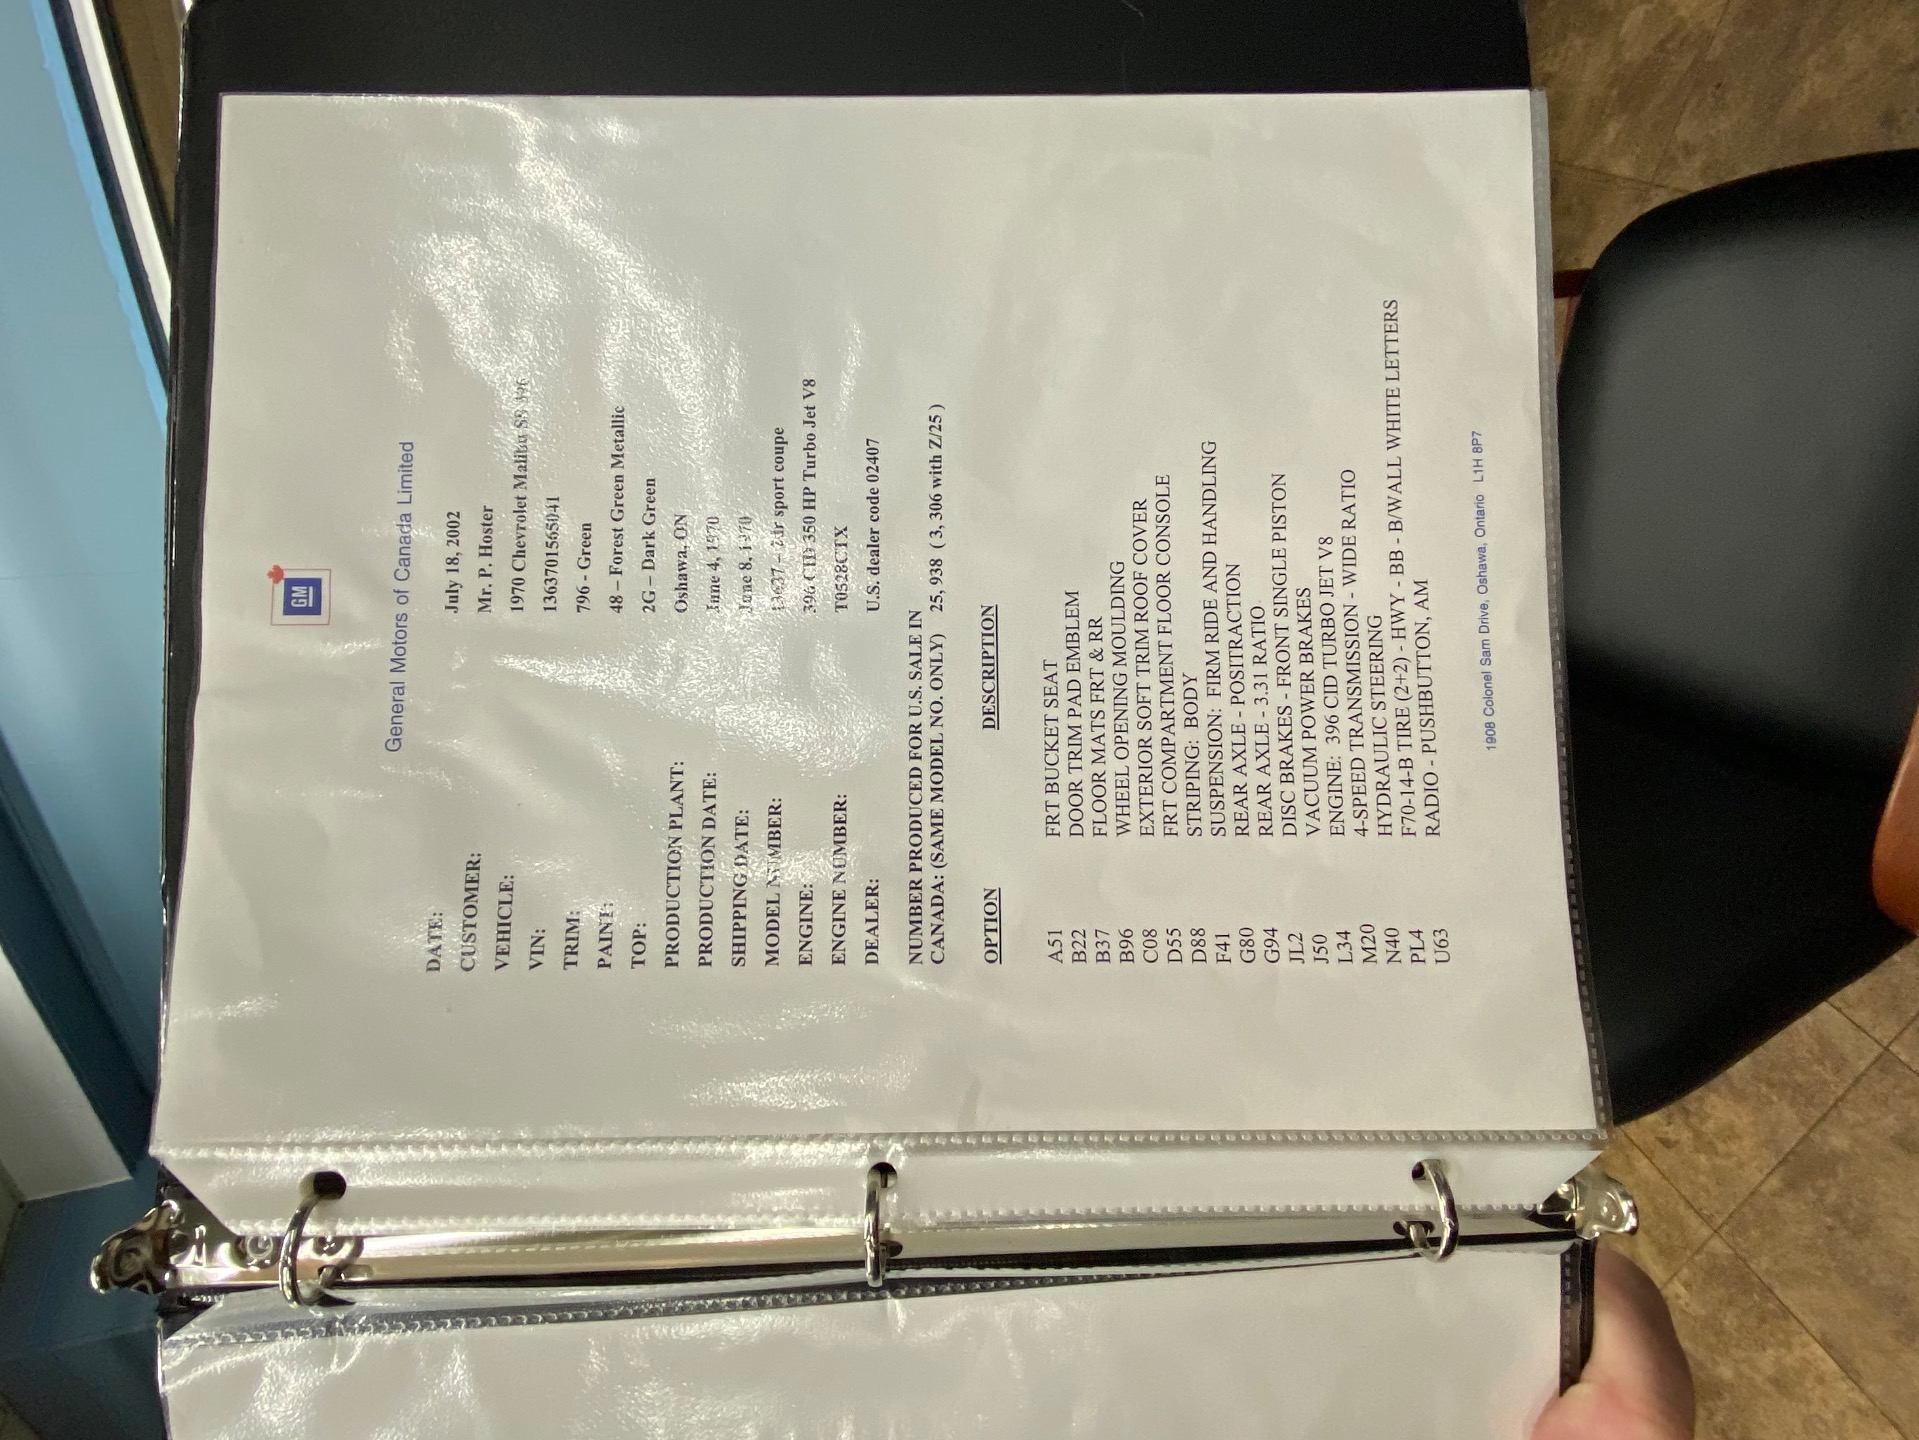 GM
General Motors of Canada Limited
DATE: July 18, 2002
CUSTOMER: Mr. P. Hoster
VEHICLE: 1970 Chevrolet Malibu SS 396
VIN: 1363701565041
TRIM: 796 - Green
PAINT: 48 – Forest Green Metallic
TOP: 2G – Dark Green
PRODUCTION PLANT: Oshawa, ON
PRODUCTION DATE: June 4, 1970
SHIPPING DATE: June 8, 1970
MODEL NUMBER: 13637 – 2dr sport coupe
ENGINE: 396 CID 350 HP Turbo Jet V8
ENGINE NUMBER: T0528CTX
DEALER: U.S. dealer code 02407
NUMBER PRODUCED FOR U.S. SALE IN
CANADA: (SAME MODEL NO. ONLY) 25, 938 ( 3, 306 with Z/25 )
OPTION DESCRIPTION
A51 FRT BUCKET SEAT
B22 DOOR TRIM PAD EMBLEM
B37 FLOOR MATS FRT & RR
B96 WHEEL OPENING MOULDING
C08 EXTERIOR SOFT TRIM ROOF COVER
D55 FRT COMPARTMENT FLOOR CONSOLE
D88 STRIPING: BODY
F41 SUSPENSION: FIRM RIDE AND HANDLING
G80 REAR AXLE - POSITRACTION
G94 REAR AXLE - 3.31 RATIO
JL2 DISC BRAKES - FRONT SINGLE PISTON
J50 VACUUM POWER BRAKES
L34 ENGINE: 396 CID TURBO JET V8
M20 4-SPEED TRANSMISSION - WIDE RATIO
N40 HYDRAULIC STEERING
PL4 F70-14-B TIRE (2+2) - HWY - BB - B/WALL WHITE LETTERS
U63 RADIO - PUSHBUTTON, AM
1908 Colonel Sam Drive, Oshawa, Ontario L1H 8P7